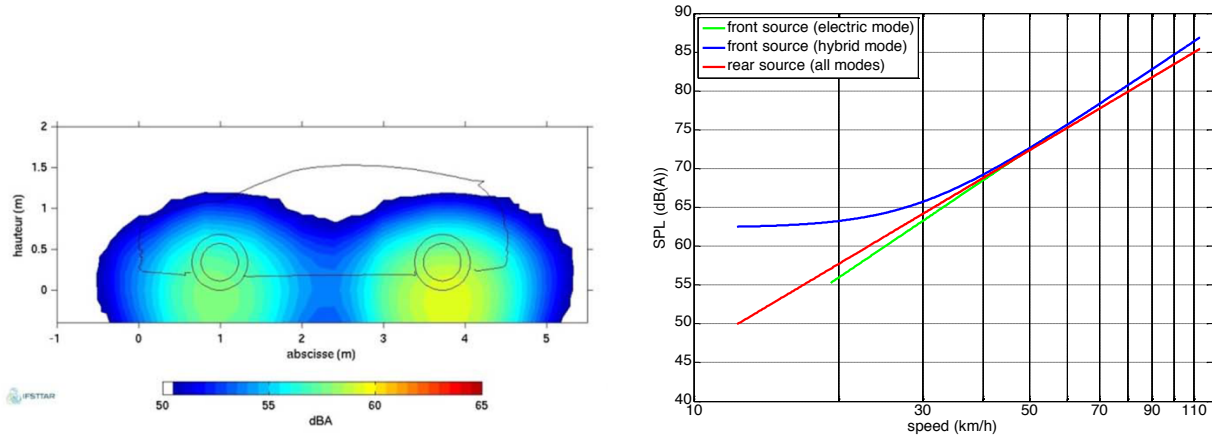 2
1.5
1
0.5
0
hauteur (m)
-1 0 1 2 3 4 5
abscisse (m)
IFSTTAR
50 55 60 65
dBA
90
85
80
75
70
65
60
55
50
45
40
SPL (dB(A))
front source (electric mode)
front source (hybrid mode)
rear source (all modes)
10 30 50 70 90 110
speed (km/h)